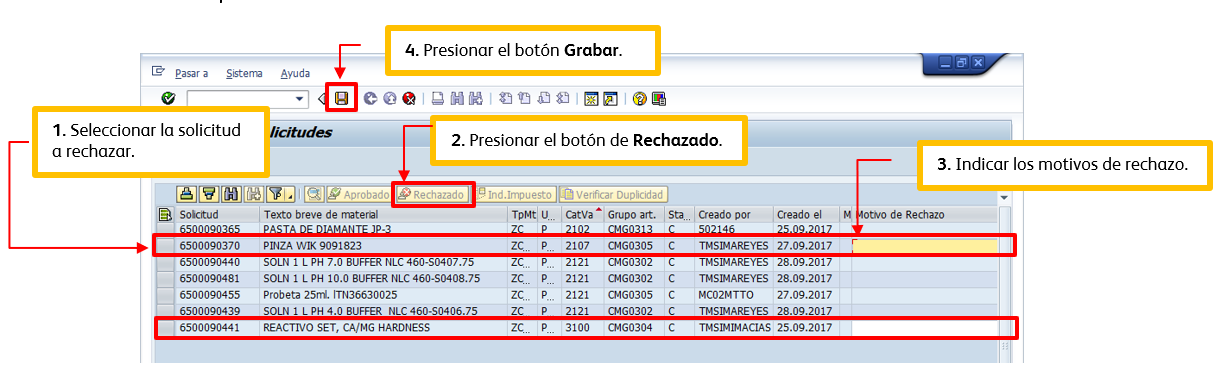 4. Presionar el botón Grabar.
Pasar a Sistema Ayuda
1. Seleccionar la solicitud
a rechazar.
licitudes
2. Presionar el botón de Rechazado.
3. Indicar los motivos de rechazo.
Aprobado Rechazado Ind.Impuesto Verificar Duplicidad
Solicitud Texto breve de material TpMt U... CatVa Grupo art. Sta... Creado por Creado el M Motivo de Rechazo
6500090365 PASTA DE DIAMANTE JP-3 ZC P 2102 CMG0313 C 502146 25.09.2017
6500090370 PINZA WIK 9091823 ZC... P... 2107 CMG0305 C TMSIMAREYES 27.09.2017
6500090440 SOLN 1 L PH 7.0 BUFFER NLC 460-S0407.75 ZC P 2121 CMG0302 C TMSIMAREYES 28.09.2017
6500090481 SOLN 1 L PH 10.0 BUFFER NLC 460-S0408.75 ZC... P... 2121 CMG0302 C TMSIMAREYES 28.09.2017
6500090455 Probeta 25ml. lTN36630025 ZC... P... 2121 CMG0305 C MC02MTTO 27.09.2017
6500090439 SOLN 1 L PH 4.0 BUFFER NLC 460-S0406.75 ZC P 2121 CMG0302 C TMSIMAREYES 28.09.2017
6500090441 REACTIVO SET, CA/MG HARDNESS ZC... P... 3100 CMG0304 C TMSIMIMACIAS 25.09.2017